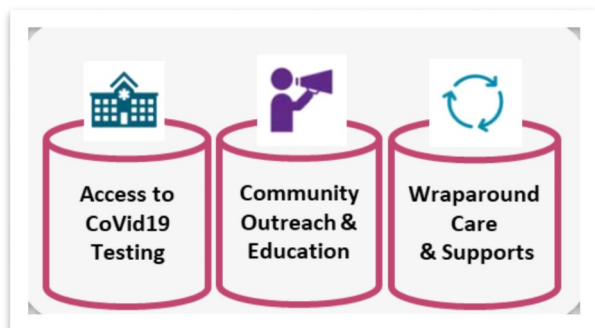 Access to
CoVid19
Testing
Community
Outreach &
Education
Wraparound
Care
& Supports